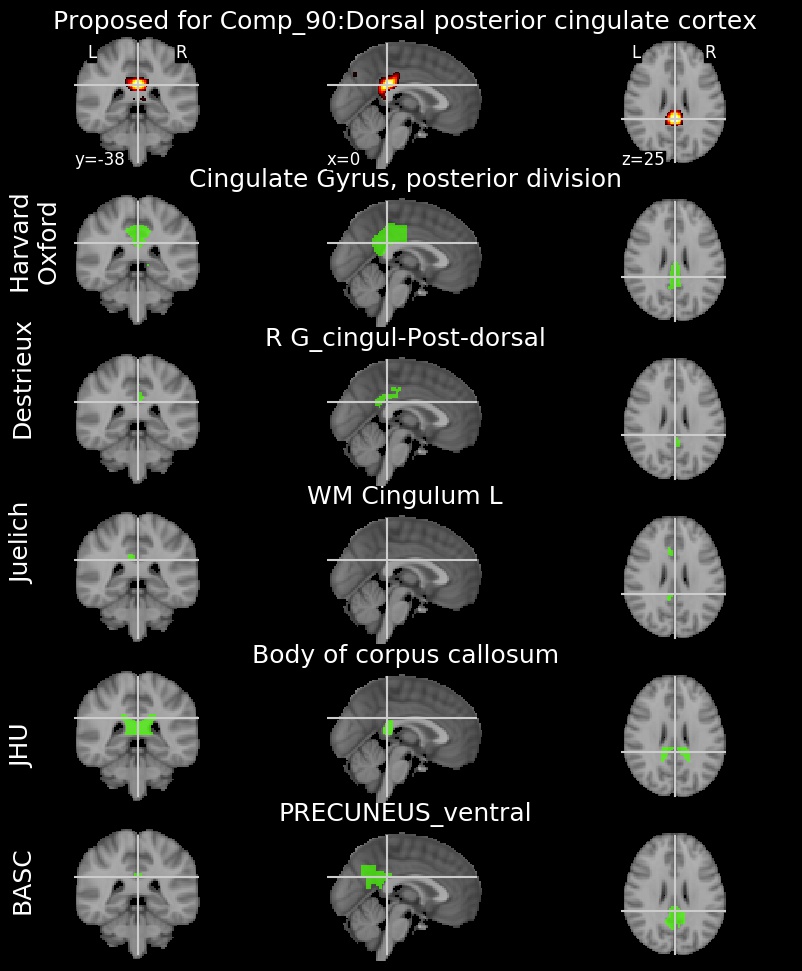 Proposed for Comp_90:Dorsal posterior cingulate cortex
L R L R
y=-38 x=0 z=25
Cingulate Gyrus, posterior division
Harvard
Oxford
R G_cingul-Post-dorsal
Destrieux
WM Cingulum L
Juelich
Body of corpus callosum
JHU
PRECUNEUS_ventral
BASC